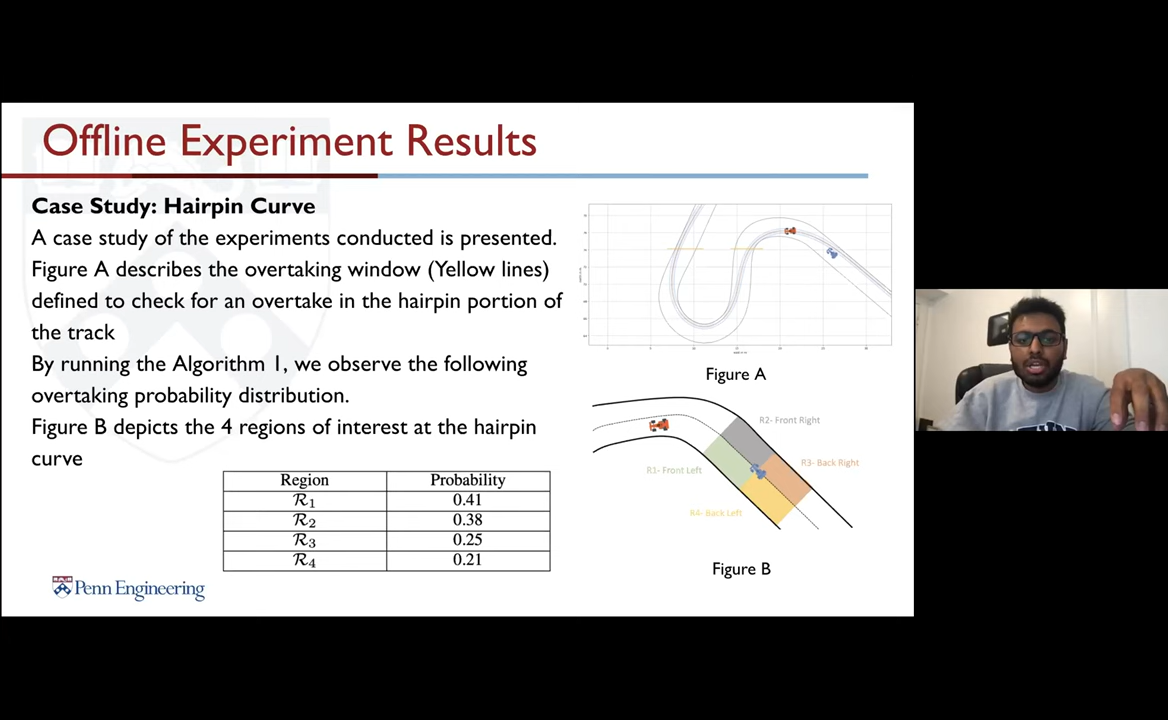 Offline Experiment Results
Case Study: Hairpin Curve
A case study of the experiments conducted is presented.
Figure A describes the overtaking window (Yellow lines)
defined to check for an overtake in the hairpin portion of
the track
By running the Algorithm 1, we observe the following
overtaking probability distribution.
Figure B depicts the 4 regions of interest at the hairpin
curve
Region Probability
R1 0.41
R2 0.38
R3 0.25
R4 0.21
Penn Engineering
Figure A
R2- Front Right
R3- Back Right
R1- Front Left
R4- Back Left
Figure B